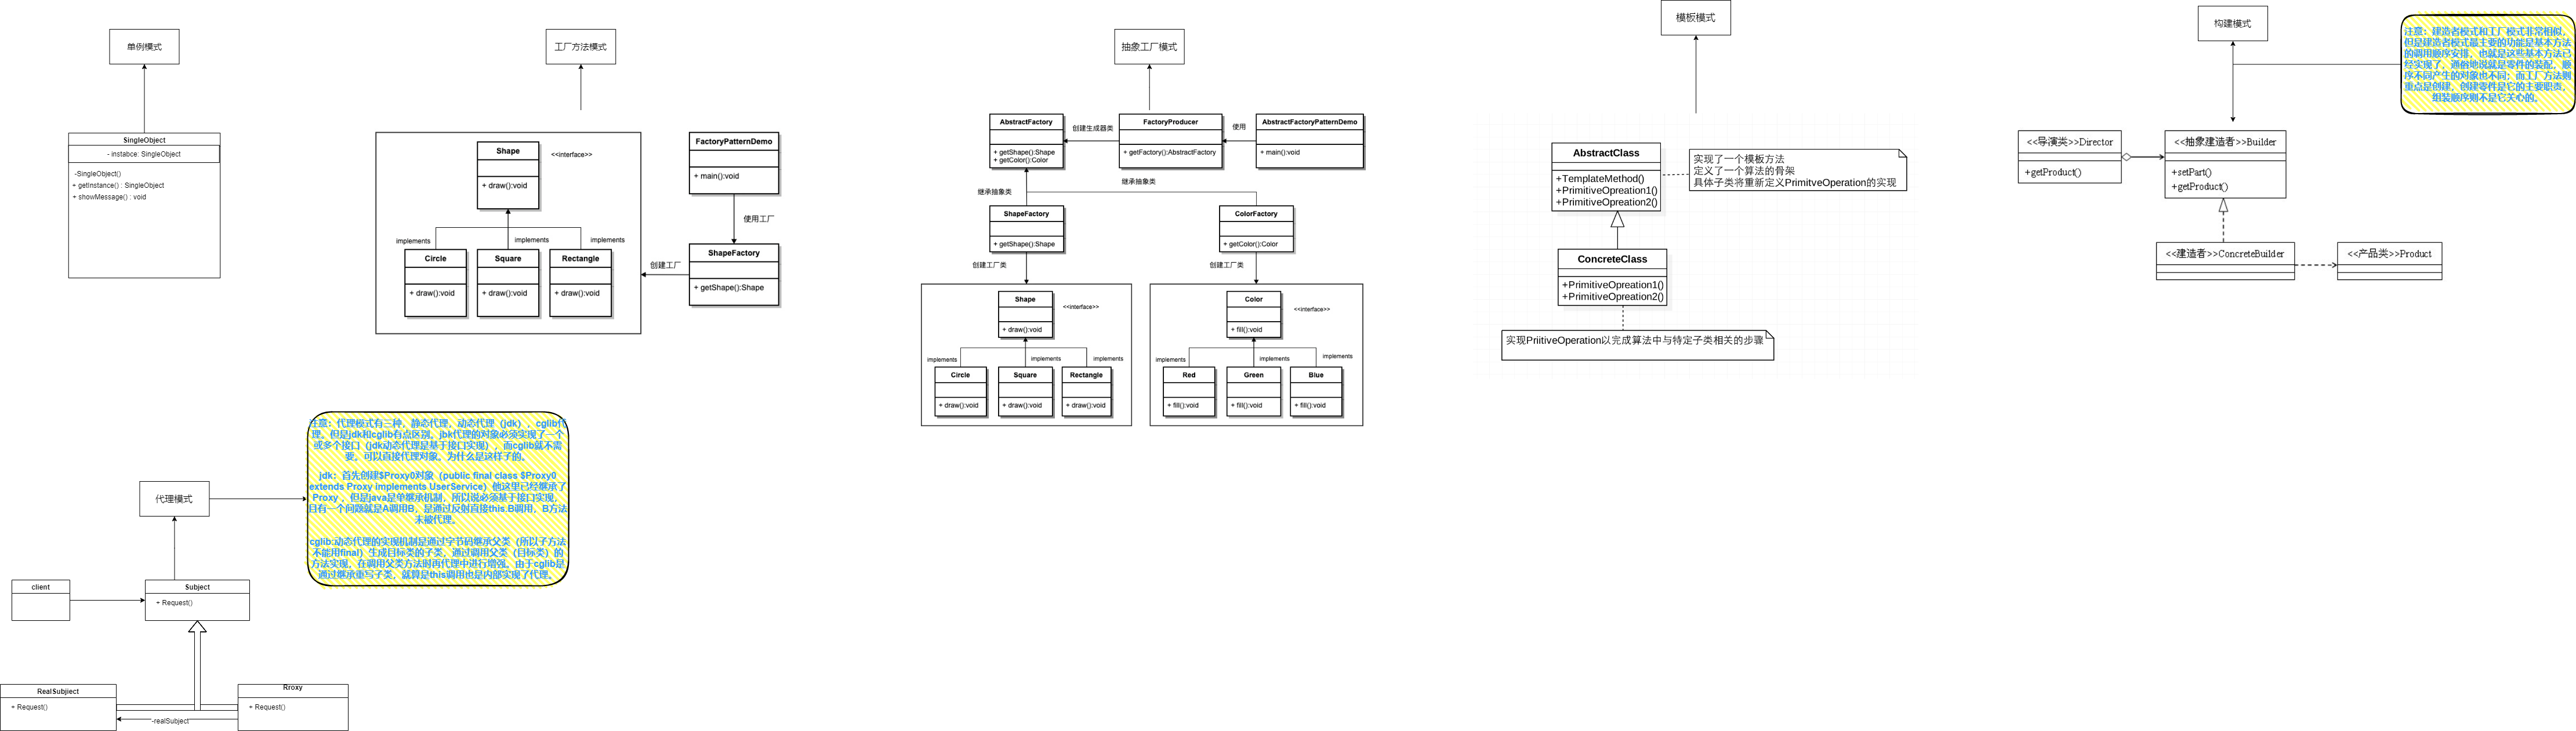 单例模式
SingleObject
- instabce: SingleObject
-SingleObject()
+ getInstance() : SingleObject
+ showMessage() : void
工厂方法模式
Shape
<<interface>>
+ draw():void
implements
implements
implements
Circle
+ draw():void
Square
+ draw():void
Rectangle
+ draw():void
FactoryPatternDemo
+ main():void
使用工厂
创建工厂
ShapeFactory
+ getShape():Shape
抽象工厂模式
AbstractFactory
+ getShape():Shape
+ getColor():Color
创建生成器类
FactoryProducer
+ getFactory():AbstractFactory
使用
AbstractFactoryPatternDemo
+ main():void
继承抽象类
继承抽象类
ShapeFactory
+ getShape():Shape
ColorFactory
+ getColor():Color
创建工厂类
创建工厂类
Shape
<<interface>>
+ draw():void
implements
implements
implements
Circle
+ draw():void
Square
+ draw():void
Rectangle
+ draw():void
Color
<<interface>>
+ fill():void
implements
implements
implements
Red
+ fill():void
Green
+ fill():void
Blue
+ fill():void
模板模式
AbstractClass
+TemplateMethod()
+PrimitiveOpreation1()
+PrimitiveOpreation2()
实现了一个模板方法
定义了一个算法的骨架
具体子类将重新定义PrimitveOperation的实现
ConcreteClass
+PrimitiveOpreation1()
+PrimitiveOpreation2()
实现PriitiveOperation以完成算法中与特定子类相关的步骤
构建模式
注意：建造者模式和工厂模式非常相似，
但是建造者模式最主要的功能是基本方法
的调用顺序安排，也就是这些基本方法已
经实现了，通俗地说就是零件的装配，顺
序不同产生的对象也不同；而工厂方法则
重点是创建，创建零件是它的主要职责，
组装顺序则不是它关心的。
<<导演类>>Director
+getProduct()
<<抽象建造者>>Builder
+setPart()
+getProduct()
<<建造者>>ConcreteBuilder
<<产品类>>Product
代理模式
注意：代理模式有三种，静态代理，动态代理（jdk），cglib代
理。但是jdk和cglib有点区别。jbk代理的对象必须实现了一个
或多个接口（jdk动态代理是基于接口实现），而cglib就不需
要。可以直接代理对象。为什么是这样子的。
jdk：首先创建$Proxy0对象（public final class $Proxy0
extends Proxy implements UserService）他这里已经继承了
Proxy ，但是java是单继承机制，所以说必须基于接口实现，
且有一个问题就是A调用B，是通过反射直接this.B调用，B方法
未被代理。
cglib:动态代理的实现机制是通过字节码继承父类（所以子方法
不能用final）生成目标类的子类，通过调用父类（目标类）的
方法实现，在调用父类方法时再代理中进行增强。由于cglib是
通过继承重写子类，就算是this调用也是内部实现了代理。
client
Subject
+ Request()
RealSubject
+ Request()
-realSubject
Rroxy
+ Request()